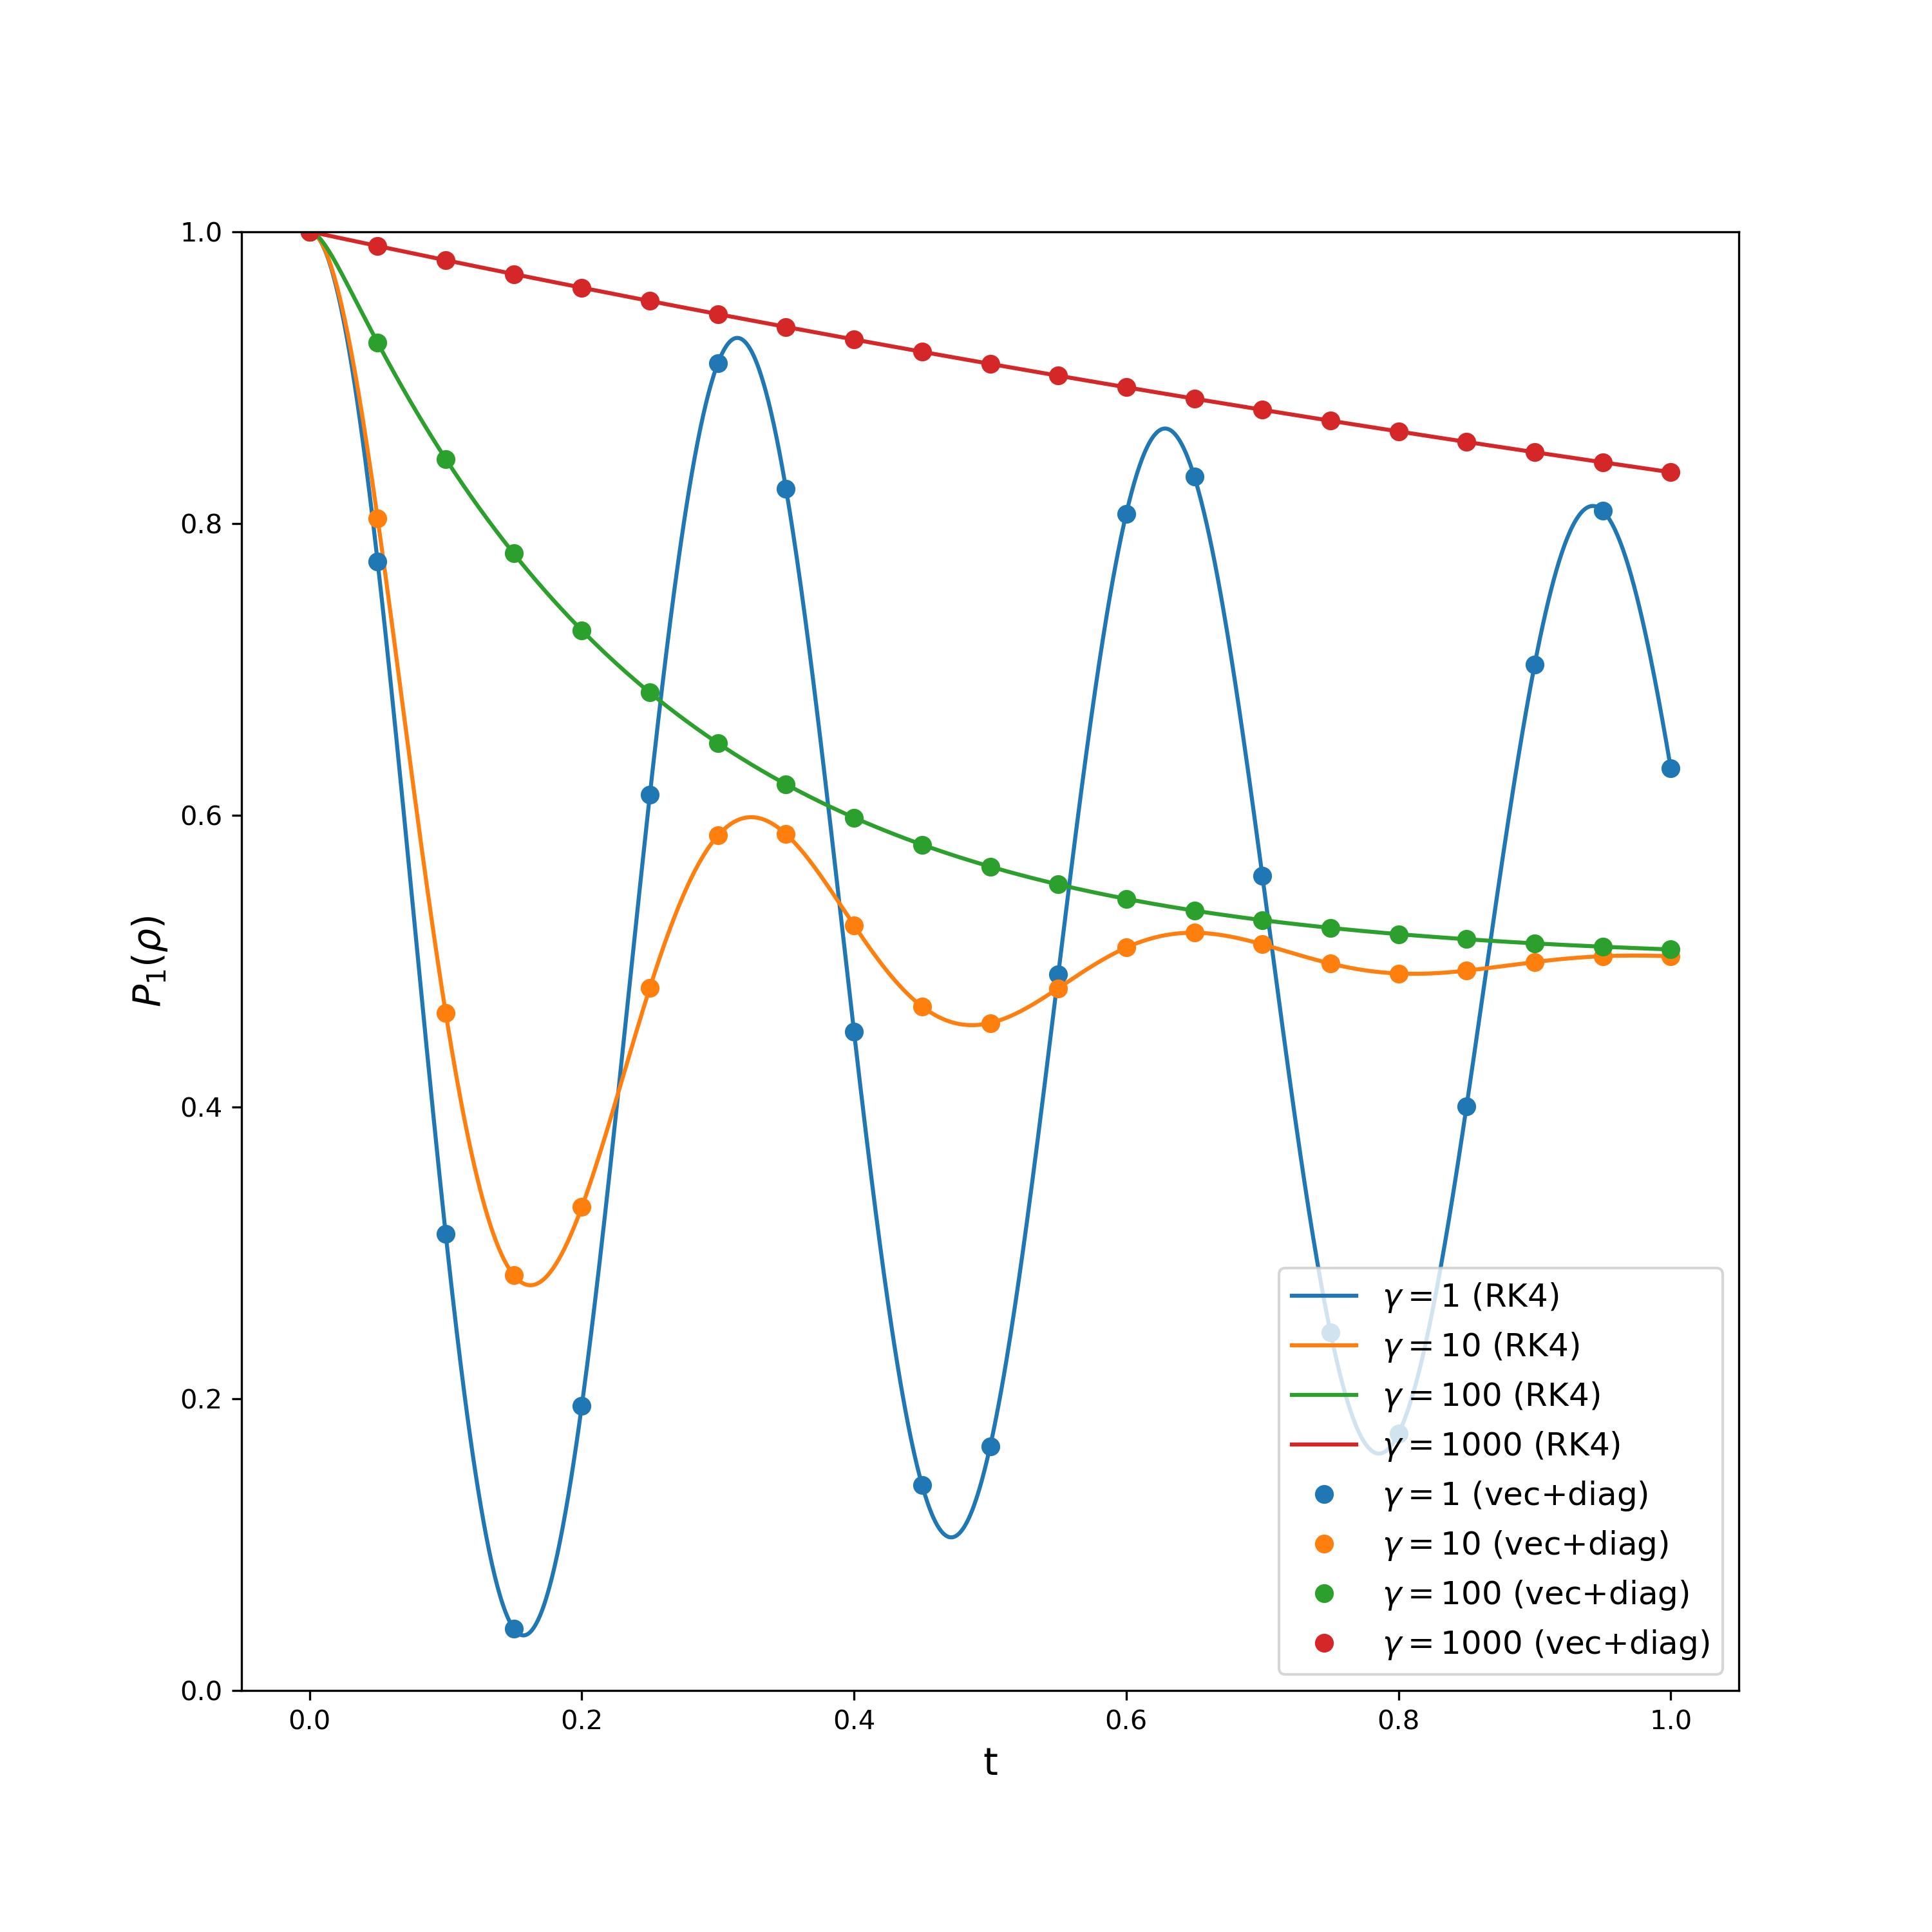 1.0
0.8
0.6
0.4
0.2
0.0
P₁(ρ)
0.0 0.2 0.4 0.6 0.8 1.0
t
γ = 1 (RK4)
γ = 10 (RK4)
γ = 100 (RK4)
γ = 1000 (RK4)
γ = 1 (vec+diag)
γ = 10 (vec+diag)
γ = 100 (vec+diag)
γ = 1000 (vec+diag)